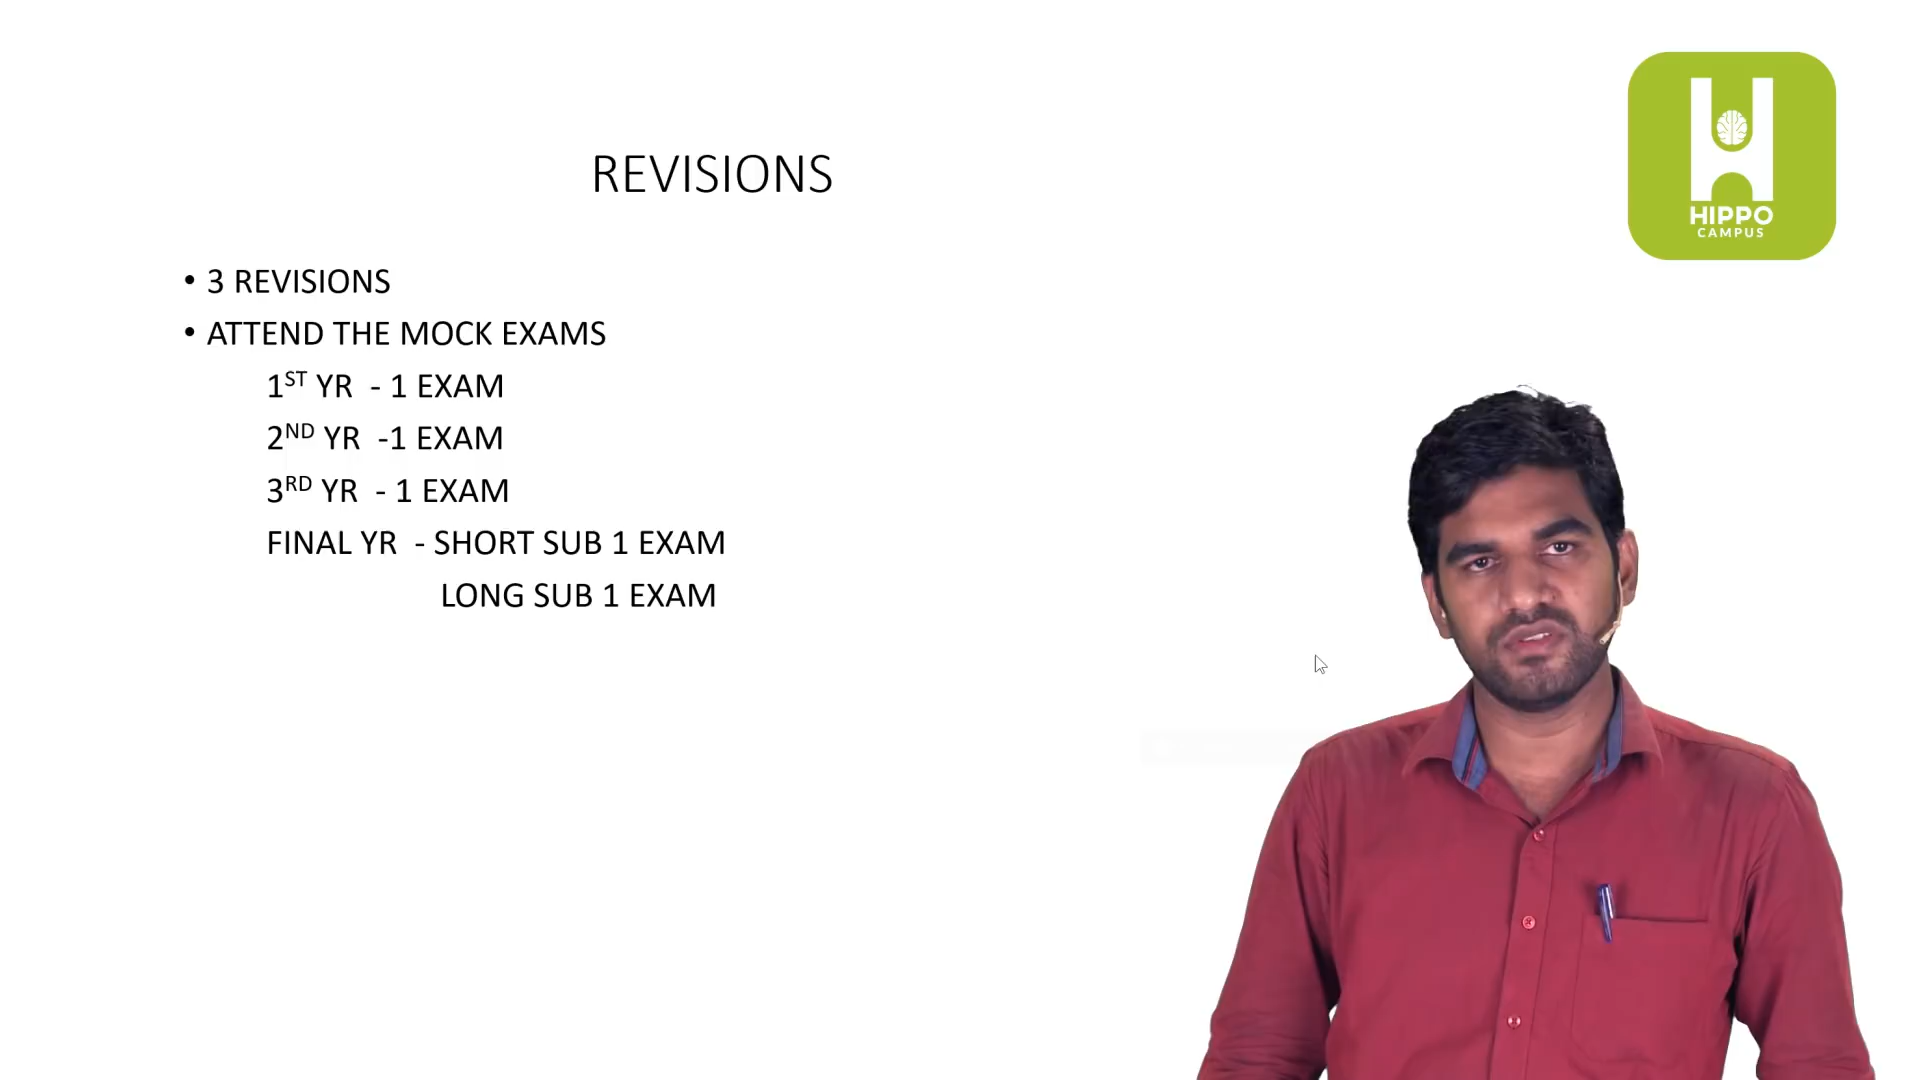 REVISIONS
• 3 REVISIONS
• ATTEND THE MOCK EXAMS
1ST YR - 1 EXAM
2ND YR -1 EXAM
3RD YR - 1 EXAM
FINAL YR - SHORT SUB 1 EXAM
LONG SUB 1 EXAM
HIPPO
CAMPUS